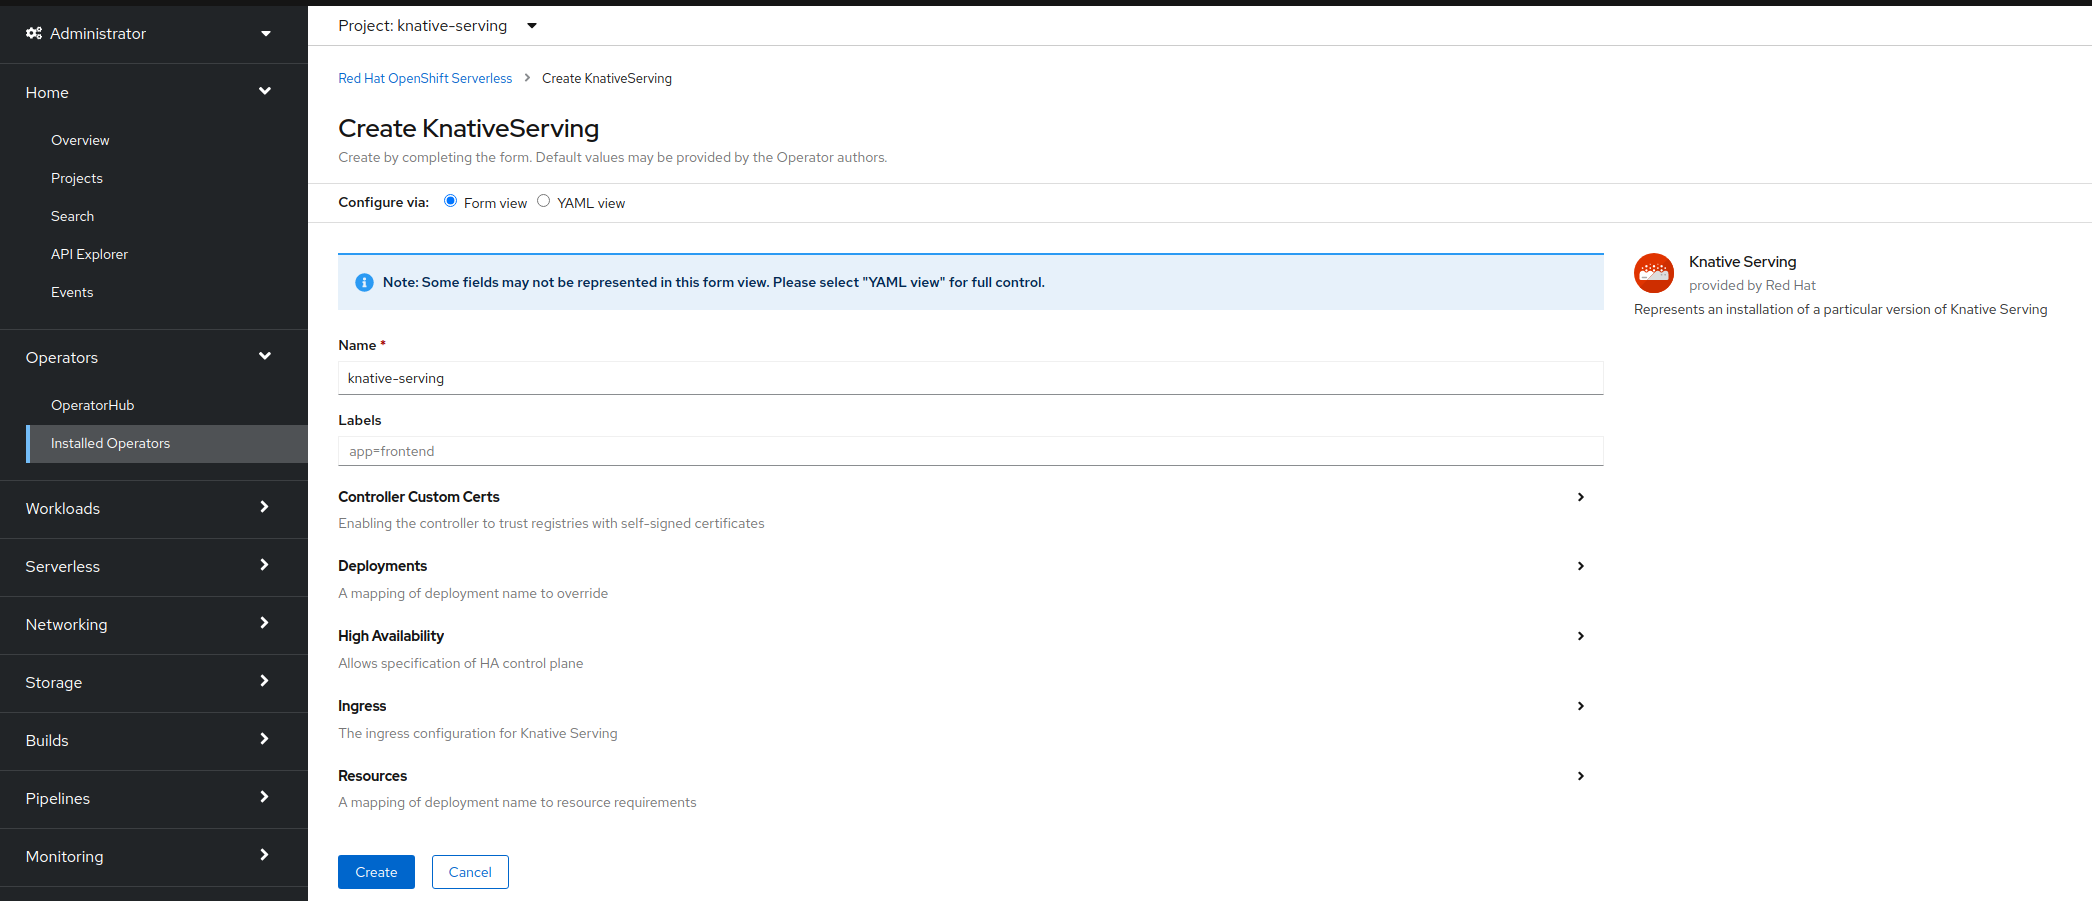 Administrator
Home
Overview
Projects
Search
API Explorer
Events
Operators
OperatorHub
Installed Operators
Workloads
Serverless
Networking
Storage
Builds
Pipelines
Monitoring
Project: knative-serving
Red Hat OpenShift Serverless > Create KnativeServing
Create KnativeServing
Create by completing the form. Default values may be provided by the Operator authors.
Configure via: Form view YAML view
Note: Some fields may not be represented in this form view. Please select "YAML view" for full control.
Name *
knative-serving
Labels
app=frontend
Controller Custom Certs
Enabling the controller to trust registries with self-signed certificates
Deployments
A mapping of deployment name to override
High Availability
Allows specification of HA control plane
Ingress
The ingress configuration for Knative Serving
Resources
A mapping of deployment name to resource requirements
Create Cancel
Knative Serving
provided by Red Hat
Represents an installation of a particular version of Knative Serving